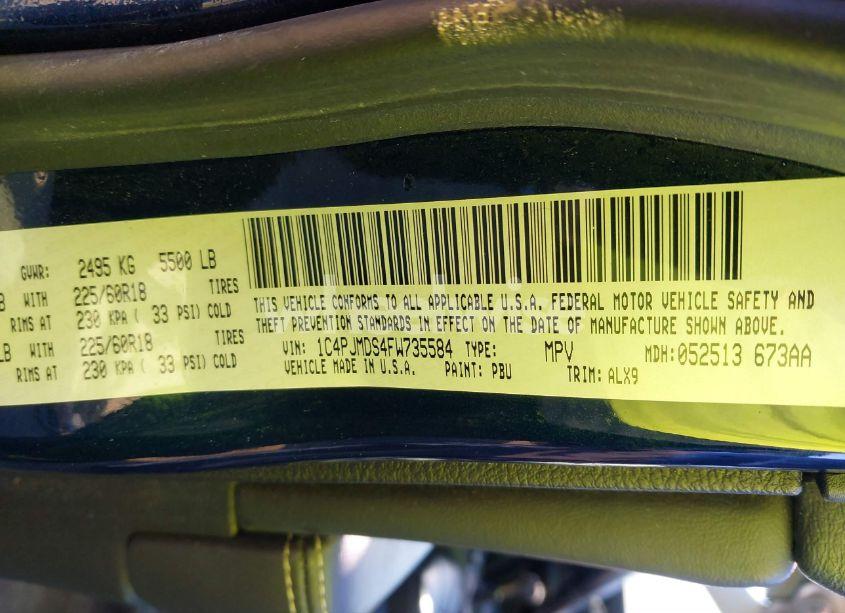 GVWR: 2495 KG 5500 LB
B WITH 225/60R18 TIRES
RIMS AT 230 KPA ( 33 PSI) COLD
LB WITH 225/60R18 TIRES
RIMS AT 230 KPA ( 33 PSI) COLD
THIS VEHICLE CONFORMS TO ALL APPLICABLE U.S.A. FEDERAL MOTOR VEHICLE SAFETY AND
THEFT PREVENTION STANDARDS IN EFFECT ON THE DATE OF MANUFACTURE SHOWN ABOVE.
VIN: 1C4PJMDS4FW735584 TYPE: MPV MDH:052513 673AA
VEHICLE MADE IN U.S.A. PAINT: PBU TRIM: ALX9